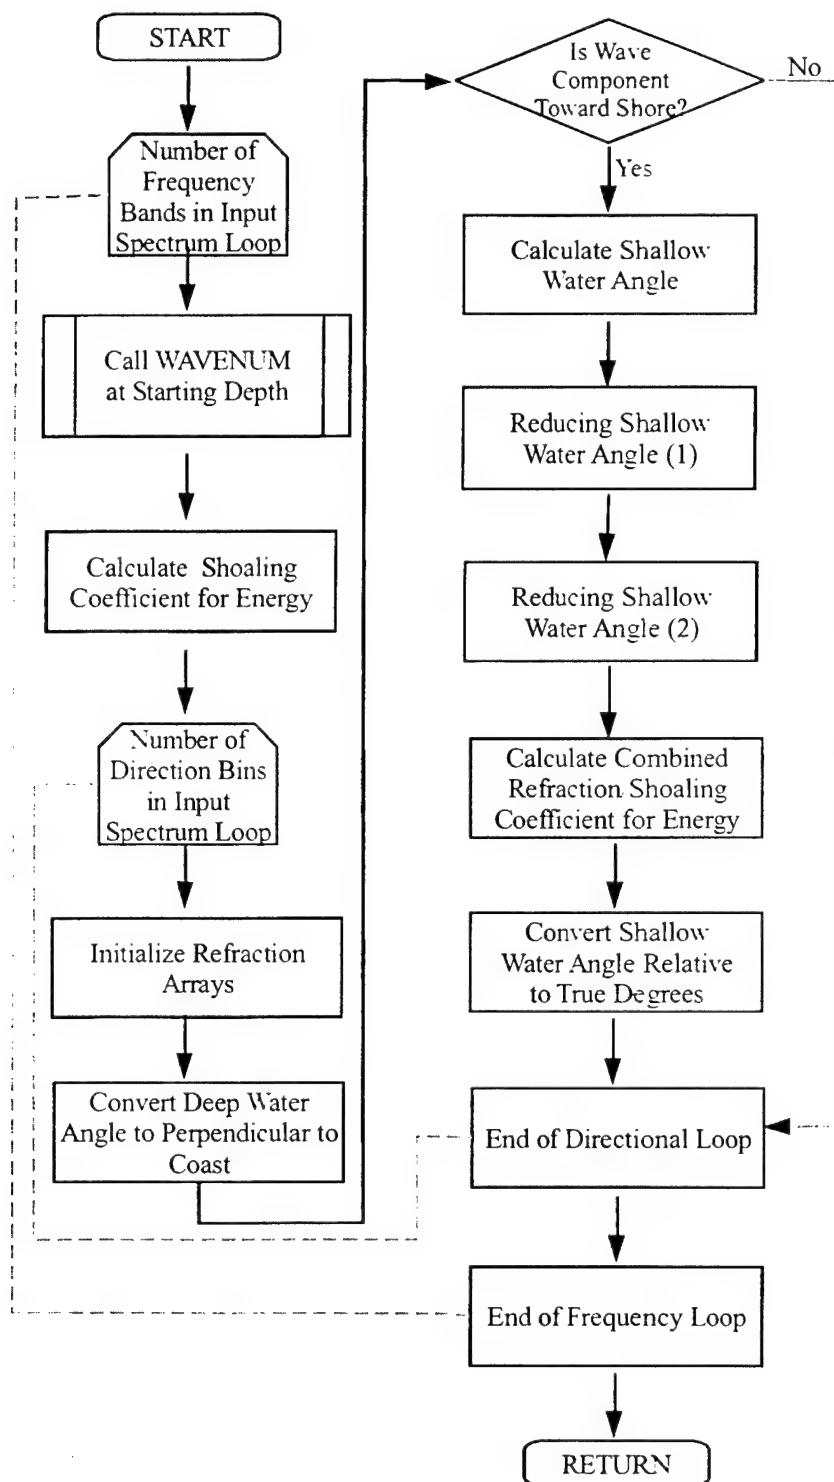 START
Number of
Frequency
Bands in Input
Spectrum Loop
Call WAVENUM
at Starting Depth
Calculate Shoaling
Coefficient for Energy
Number of
Direction Bins
in Input
Spectrum Loop
Initialize Refraction
Arrays
Convert Deep Water
Angle to Perpendicular to
Coast
Is Wave
Component
Toward Shore?
No
Yes
Calculate Shallow
Water Angle
Reducing Shallow
Water Angle (1)
Reducing Shallow
Water Angle (2)
Calculate Combined
Refraction Shoaling
Coefficient for Energy
Convert Shallow
Water Angle Relative
to True Degrees
End of Directional Loop
End of Frequency Loop
RETURN